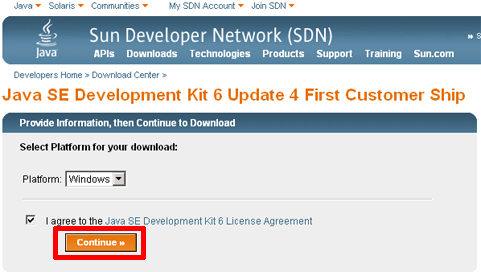 Java Solaris Communities My SDN Account Join SDN
Java
Sun Developer Network (SDN)
» S
APIs Downloads Technologies Products Support Training Sun.com
Developers Home > Download Center >
Java SE Development Kit 6 Update 4 First Customer Ship
Provide Information, then Continue to Download
Select Platform for your download:
Platform: Windows
I agree to the Java SE Development Kit 6 License Agreement
Continue »